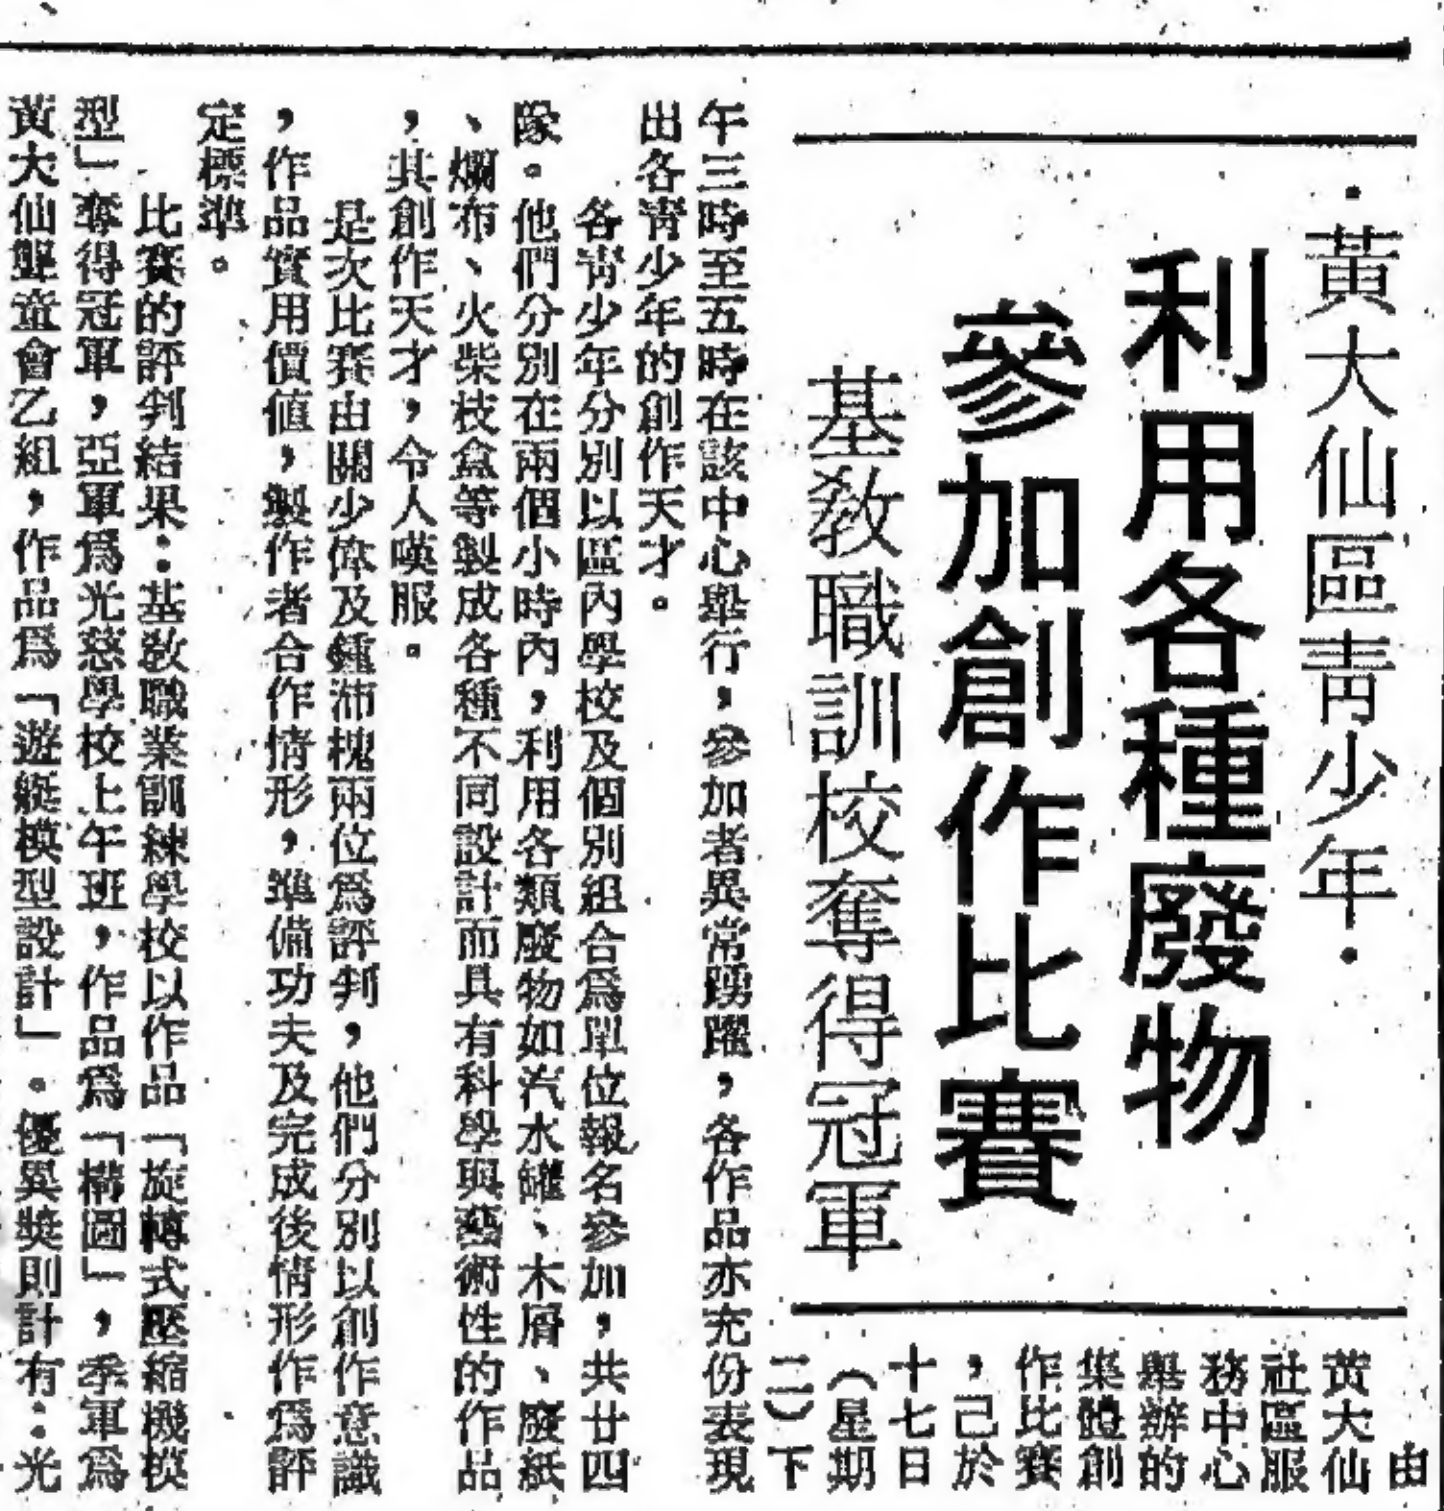 ·黃大仙區青少年·
利用各種廢物
參加創作比賽
基敎職訓校奪得冠軍
由
黃大仙
社區服
務中心
舉辦的
集體創
作比賽
，己於
十七日
（星期
二）下
午三時至五時在該中心舉行，參加者異常踴躍，各作品亦充份表現
出各靑少年的創作天才。
各靑少年分別以區內學校及個別組合爲單位報名參加，共廿四
隊。他們分別在兩個小時內，利用各類廢物如汽水罐、木屑、廢紙
、爛布、火柴枝盒等製成各種不同設計而具有科學與藝術性的作品
，其創作天才，令人嘆服。
是次比賽由關少偉及鍾沛槐兩位爲評判，他們分別以創作意識
，作品實用價值，製作者合作情形，準備功夫及完成後情形作爲評
定標準。
比賽的評判結果：基敎職業訓練學校以作品「旋轉式壓縮機模
型」奪得冠軍，亞軍爲光慈學校上午班，作品爲「構圖」，季軍爲
黃大仙聾童會乙組，作品爲「遊艇模型設計」。優異獎則計有：光